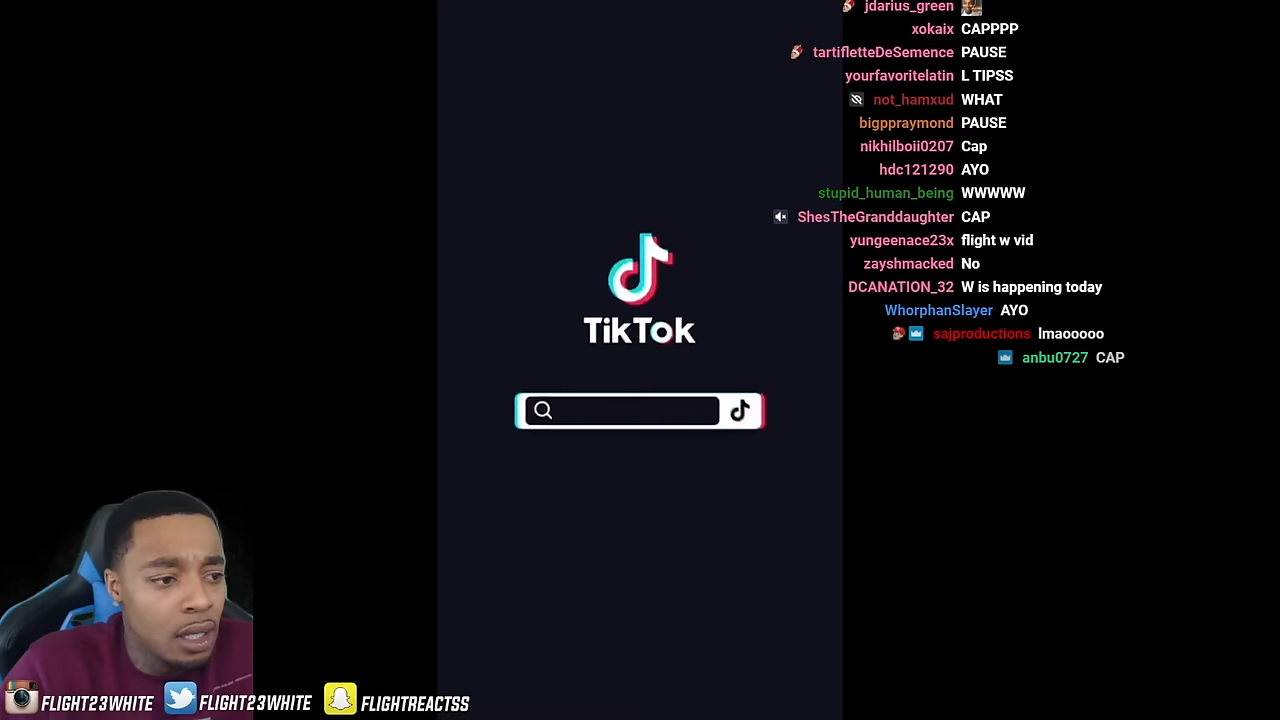 jdarius_green
xokaix CAPPPP
tartifletteDeSemence PAUSE
yourfavoritelatin L TIPSS
not_hamxud WHAT
bigppraymond PAUSE
nikhilboii0207 Cap
hdc121290 AYO
stupid_human_being WWWWW
ShesTheGranddaughter CAP
yungeenace23x flight w vid
zayshmacked No
DCANATION_32 W is happening today
WhorphanSlayer AYO
sajproductions lmaooooo
anbu0727 CAP
TikTok
FLIGHT23WHITE FLIGHT23WHITE FLIGHTREACTSS